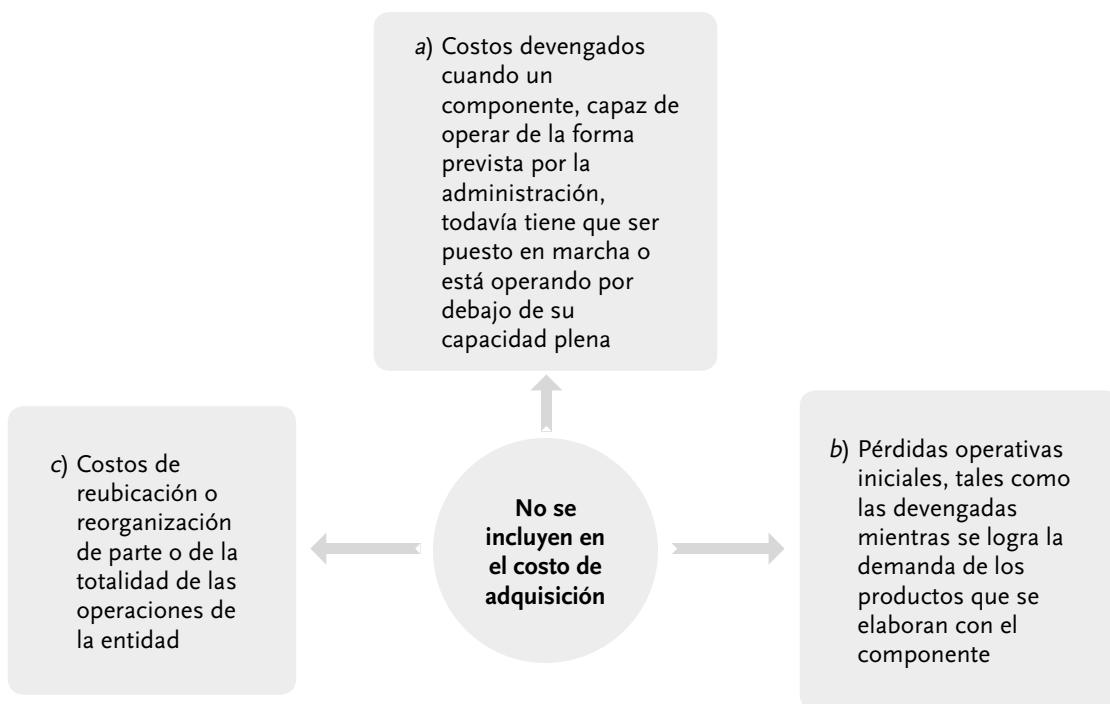 a) Costos devengados
cuando un
componente, capaz de
operar de la forma
prevista por la
administración,
todavía tiene que ser
puesto en marcha o
está operando por
debajo de su
capacidad plena
No se
incluyen en
el costo de
adquisición
b) Pérdidas operativas
iniciales, tales como
las devengadas
mientras se logra la
demanda de los
productos que se
elaboran con el
componente
c) Costos de
reubicación o
reorganización
de parte o de la
totalidad de las
operaciones de
la entidad